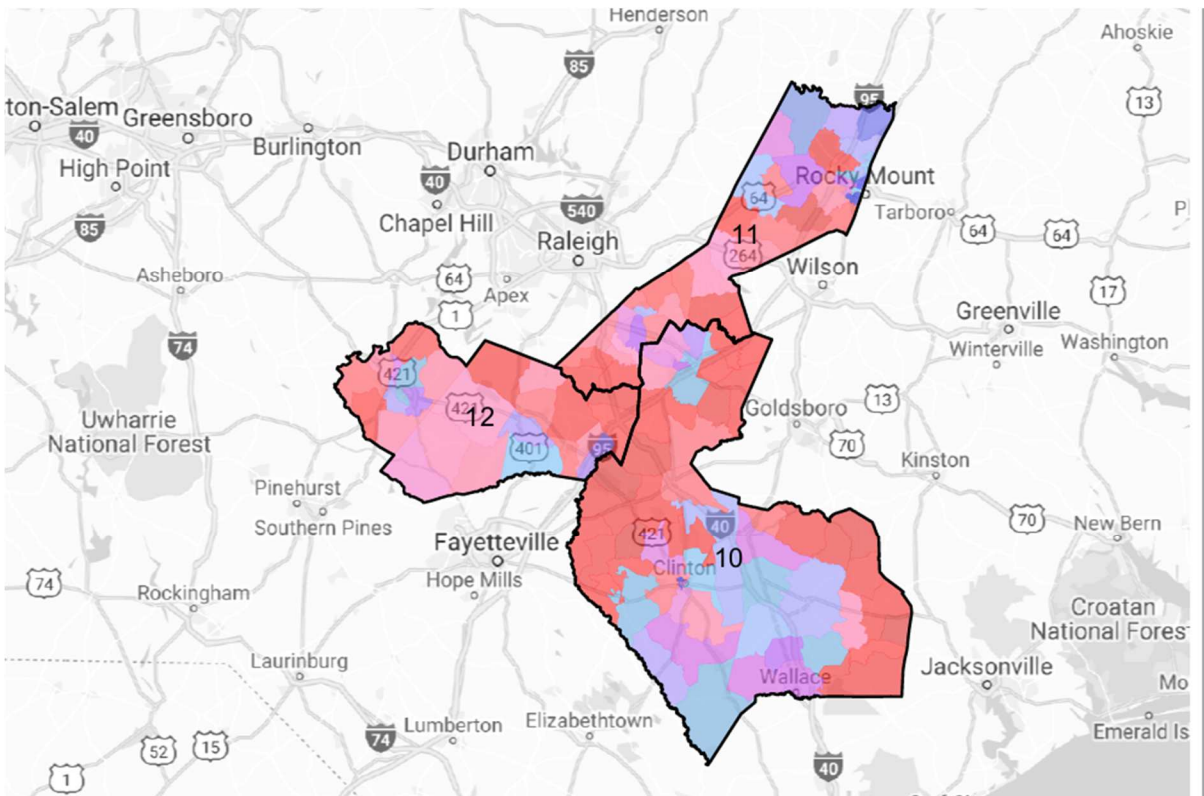 Henderson
Ahoskie
85
95
13
ton-Salem
Greensboro
40
Burlington
High Point
Durham
40
Chapel Hill
540
Raleigh
85
Rocky Mount
64
Tarboro
64
64
11
264
Wilson
Asheboro
64
Apex
1
17
Greenville
Winterville
Washington
74
421
421
12
401
95
Goldsboro
13
70
Kinston
Uwharrie
National Forest
Pinehurst
Southern Pines
Fayetteville
Hope Mills
421
40
10
Clinton
70
New Bern
74
Rockingham
Croatan
National Fores
Laurinburg
Wallace
Jacksonville
Mo
Emerald Is
Lumberton
Elizabethtown
74
52
15
1
40